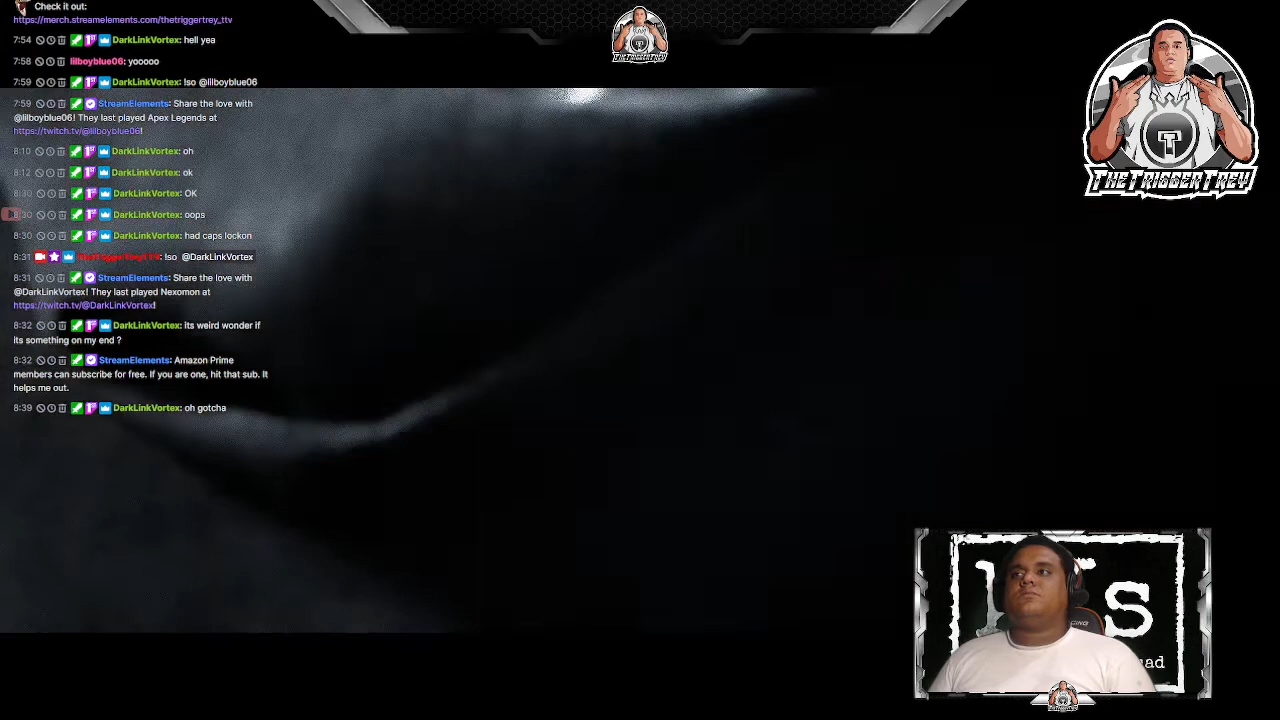 Check it out:
https://merch.streamelements.com/thetriggertrey_ttv
7:54 DarkLinkVortex: hell yea
7:58 lilboyblue06: yooooo
7:59 DarkLinkVortex: !so @lilboyblue06
7:59 StreamElements: Share the love with
@lilboyblue06! They last played Apex Legends at
https://twitch.tv/@lilboyblue06!
8:10 DarkLinkVortex: oh
8:12 DarkLinkVortex: ok
8:30 DarkLinkVortex: OK
8:30 DarkLinkVortex: oops
8:30 DarkLinkVortex: had caps lockon
8:31 : !so @DarkLinkVortex
8:31 StreamElements: Share the love with
@DarkLinkVortex! They last played Nexomon at
https://twitch.tv/@DarkLinkVortex!
8:32 DarkLinkVortex: its weird wonder if
its something on my end ?
8:32 StreamElements: Amazon Prime
members can subscribe for free. If you are one, hit that sub. It
helps me out.
8:39 DarkLinkVortex: oh gotcha
THETRIGGERTREY
T
THETRIGGERTREY
s
CING
uad